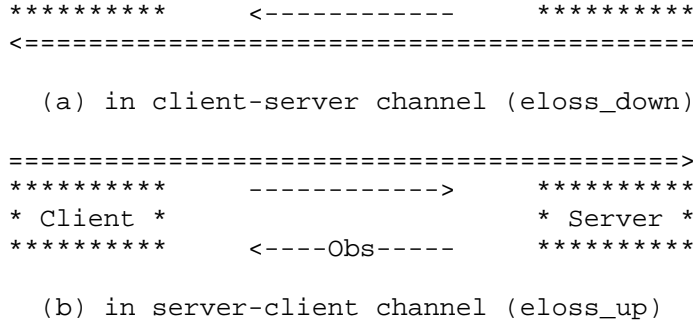 **********     <-------------     **********
<==========================================
(a) in client-server channel (eloss_down)
==========================================>
**********     ------------>     **********
* Client *                       * Server *
**********     <----Obs-----     **********
(b) in server-client channel (eloss_up)